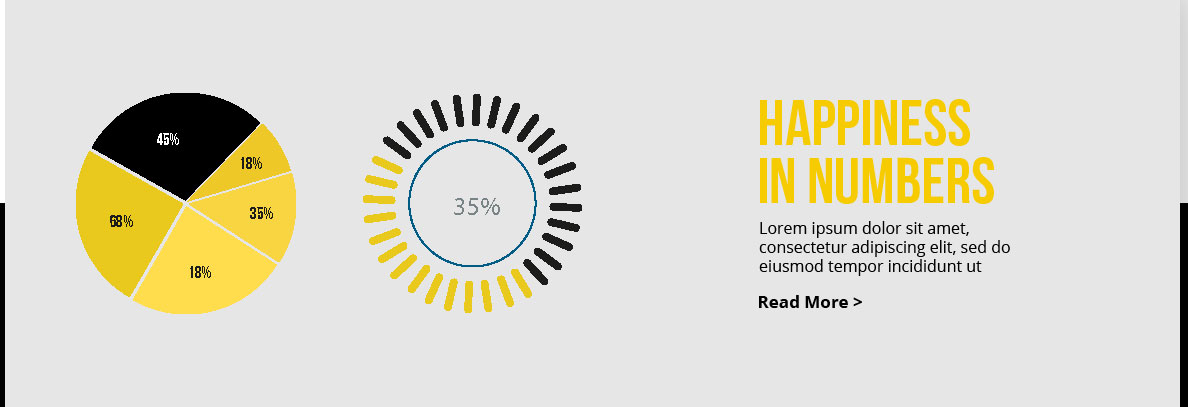 45%
18%
35%
68%
18%
35%
HAPPINESS
IN NUMBERS
Lorem ipsum dolor sit amet,
consectetur adipiscing elit, sed do
eiusmod tempor incididunt ut
Read More >